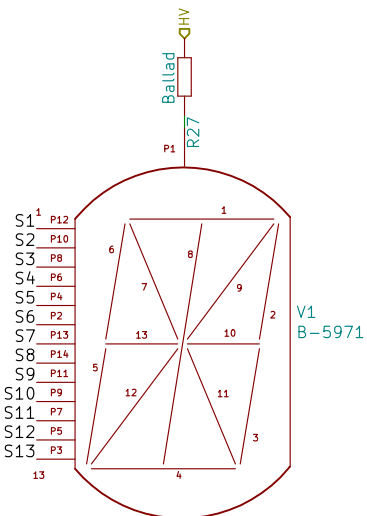 HV
Ballad
R27
P1
1
S1 P12
S2 P10
S3 P8
S4 P6
S5 P4
S6 P2
S7 P13
S8 P14
S9 P11
S10 P9
S11 P7
S12 P5
S13 P3
13
1
6
8
7
9
2
13
10
5
12
11
3
4
V1
B-5971